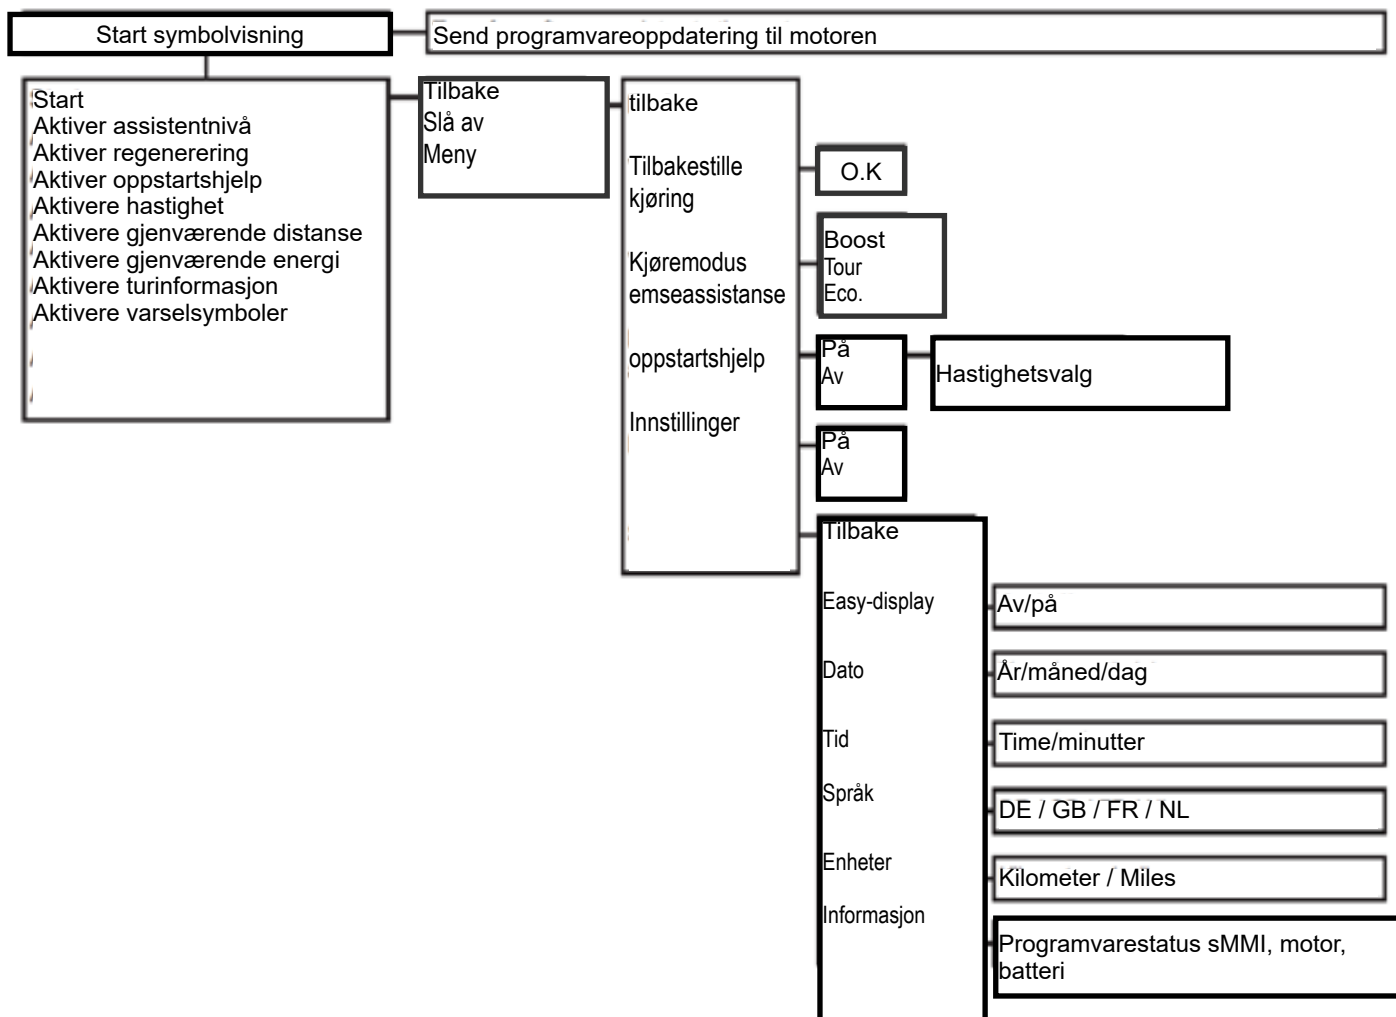 Start symbolvisning
Send programvareoppdatering til motoren
Start
Aktiver assistentnivå
Aktiver regenerering
Aktiver oppstartshjelp
Aktivere hastighet
Aktivere gjenværende distanse
Aktivere gjenværende energi
Aktivere turinformasjon
Aktivere varselsymboler
Tilbake
Slå av
Meny
tilbake
Tilbakestille
kjøring
Kjøremodus
emseassistanse
oppstartshjelp
Innstillinger
O.K
Boost
Tour
Eco.
På
Av
Hastighetsvalg
På
Av
Tilbake
Easy-display
Av/på
Dato
År/måned/dag
Tid
Time/minutter
Språk
DE / GB / FR / NL
Enheter
Kilometer / Miles
Informasjon
Programvarestatus sMMI, motor,
batteri